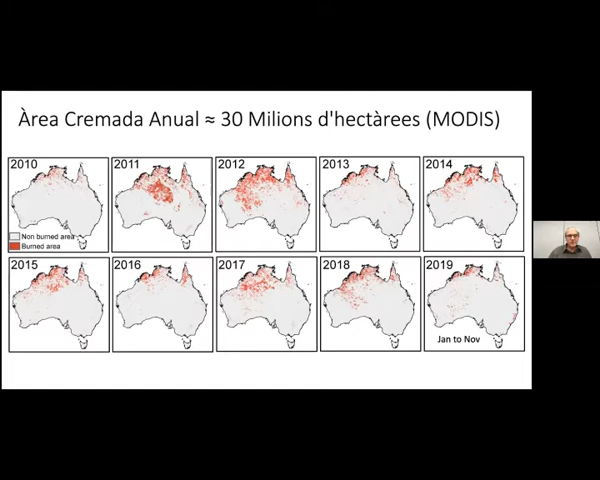 Àrea Cremada Anual ≈ 30 Milions d'hectàrees (MODIS)
2010
2011
2012
2013
2014
Non burned area
Burned area
2015
2016
2017
2018
2019
Jan to Nov